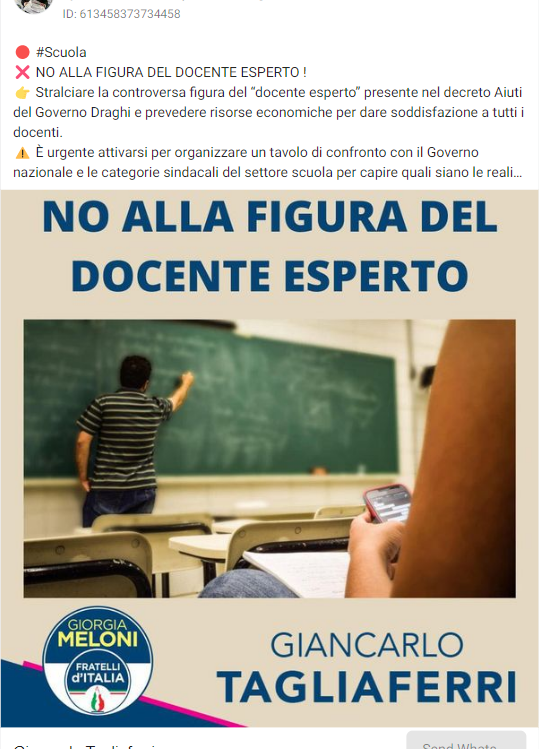 ID: 613458373734458
🔴 #Scuola
❌ NO ALLA FIGURA DEL DOCENTE ESPERTO !
👉 Stralciare la controversa figura del “docente esperto” presente nel decreto Aiuti
del Governo Draghi e prevedere risorse economiche per dare soddisfazione a tutti i
docenti.
⚠️ È urgente attivarsi per organizzare un tavolo di confronto con il Governo
nazionale e le categorie sindacali del settore scuola per capire quali siano le reali...
NO ALLA FIGURA DEL
DOCENTE ESPERTO
GIORGIA
MELONI
FRATELLI
d'ITALIA
GIANCARLO
TAGLIAFERRI